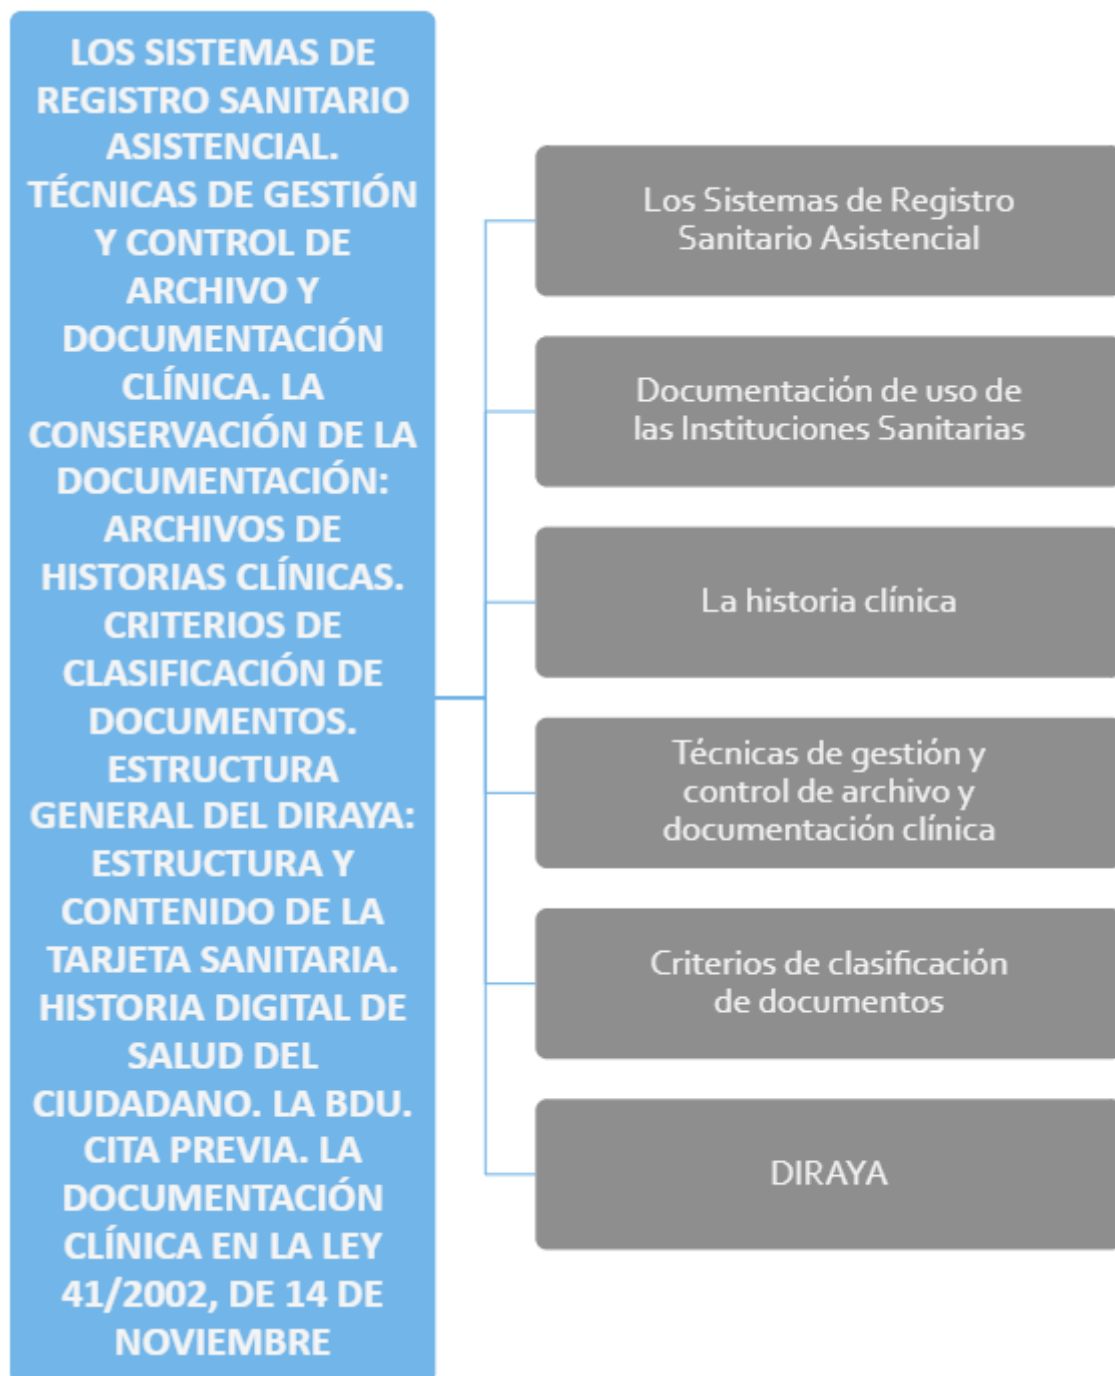 LOS SISTEMAS DE
REGISTRO SANITARIO
ASISTENCIAL.
TÉCNICAS DE GESTIÓN
Y CONTROL DE
ARCHIVO Y
DOCUMENTACIÓN
CLÍNICA. LA
CONSERVACIÓN DE LA
DOCUMENTACIÓN:
ARCHIVOS DE
HISTORIAS CLÍNICAS.
CRITERIOS DE
CLASIFICACIÓN DE
DOCUMENTOS.
ESTRUCTURA
GENERAL DEL DIRAYA:
ESTRUCTURA Y
CONTENIDO DE LA
TARJETA SANITARIA.
HISTORIA DIGITAL DE
SALUD DEL
CIUDADANO. LA BDU.
CITA PREVIA. LA
DOCUMENTACIÓN
CLÍNICA EN LA LEY
41/2002, DE 14 DE
NOVIEMBRE
Los Sistemas de Registro
Sanitario Asistencial
Documentación de uso de
las Instituciones Sanitarias
La historia clínica
Técnicas de gestión y
control de archivo y
documentación clínica
Criterios de clasificación
de documentos
DIRAYA